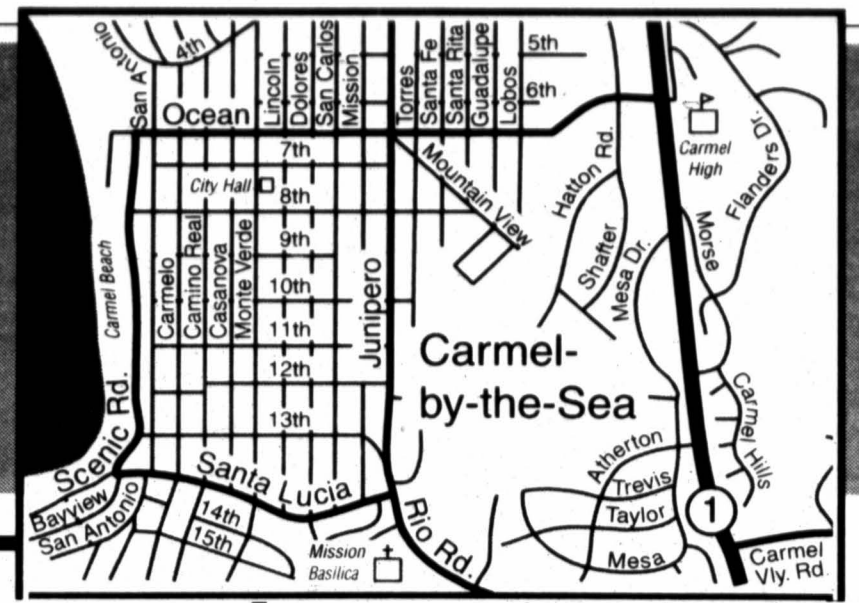 San Antonio
4th
Lincoln
Dolores
San Carlos
Mission
Torres
Santa Fe
Santa Rita
Guadalupe
Lobos
5th
6th
Ocean
7th
City Hall
8th
Mountain View
Hatton Rd.
Carmel
High
Flanders Dr.
Carmel Beach
Carmelo
Camino Real
Casanova
Monte Verde
9th
10th
11th
12th
13th
Junipero
Shafter
Mesa Dr.
Morse
Carmel-
by-the-Sea
Carmel Hills
Scenic Rd.
Santa Lucia
Rio Rd.
Atherton
Trevis
Taylor
Mesa
1
Bayview
San Antonio
14th
15th
Mission
Basilica
Carmel
Vly. Rd.